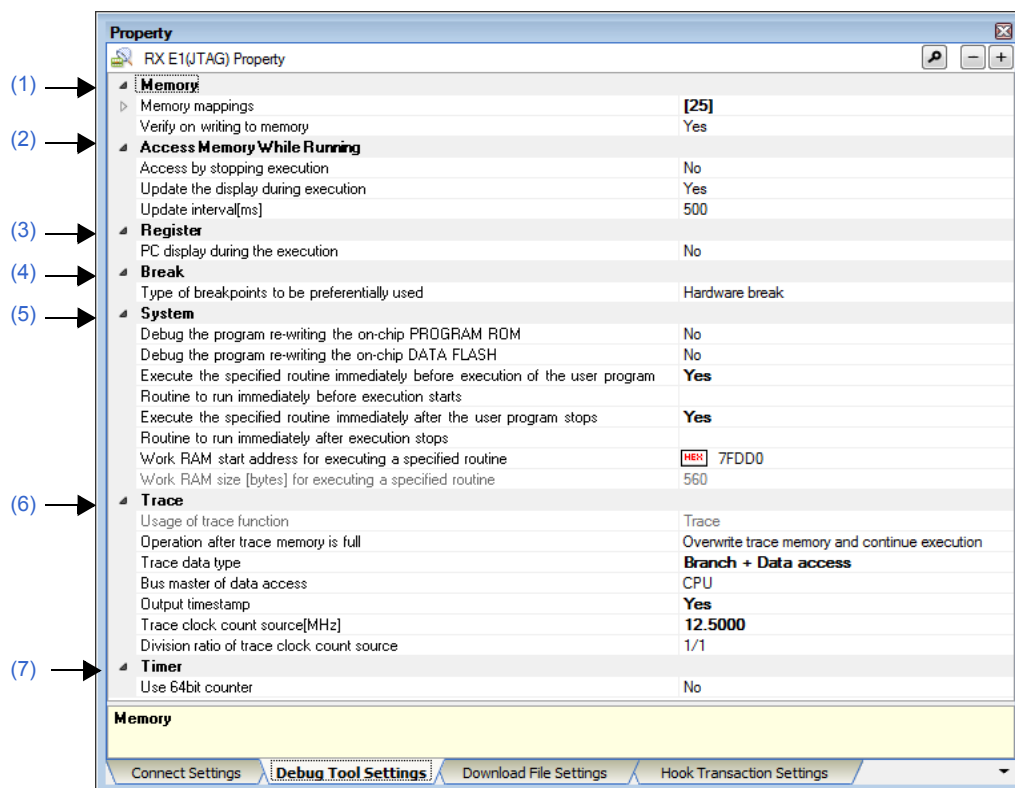 Property
RX E1(JTAG) Property
(1) Memory
Memory mappings [25]
Verify on writing to memory Yes
(2) Access Memory While Running
Access by stopping execution No
Update the display during execution Yes
Update interval[ms] 500
(3) Register
PC display during the execution No
(4) Break
Type of breakpoints to be preferentially used Hardware break
(5) System
Debug the program re-writing the on-chip PROGRAM ROM No
Debug the program re-writing the on-chip DATA FLASH No
Execute the specified routine immediately before execution of the user program Yes
Routine to run immediately before execution starts
Execute the specified routine immediately after the user program stops Yes
Routine to run immediately after execution stops
Work RAM start address for executing a specified routine HEX 7FDD0
Work RAM size [bytes] for executing a specified routine 560
(6) Trace
Usage of trace function Trace
Operation after trace memory is full Overwrite trace memory and continue execution
Trace data type Branch + Data access
Bus master of data access CPU
Output timestamp Yes
Trace clock count source[MHz] 12.5000
Division ratio of trace clock count source 1/1
(7) Timer
Use 64bit counter No
Memory
Connect Settings Debug Tool Settings Download File Settings Hook Transaction Settings